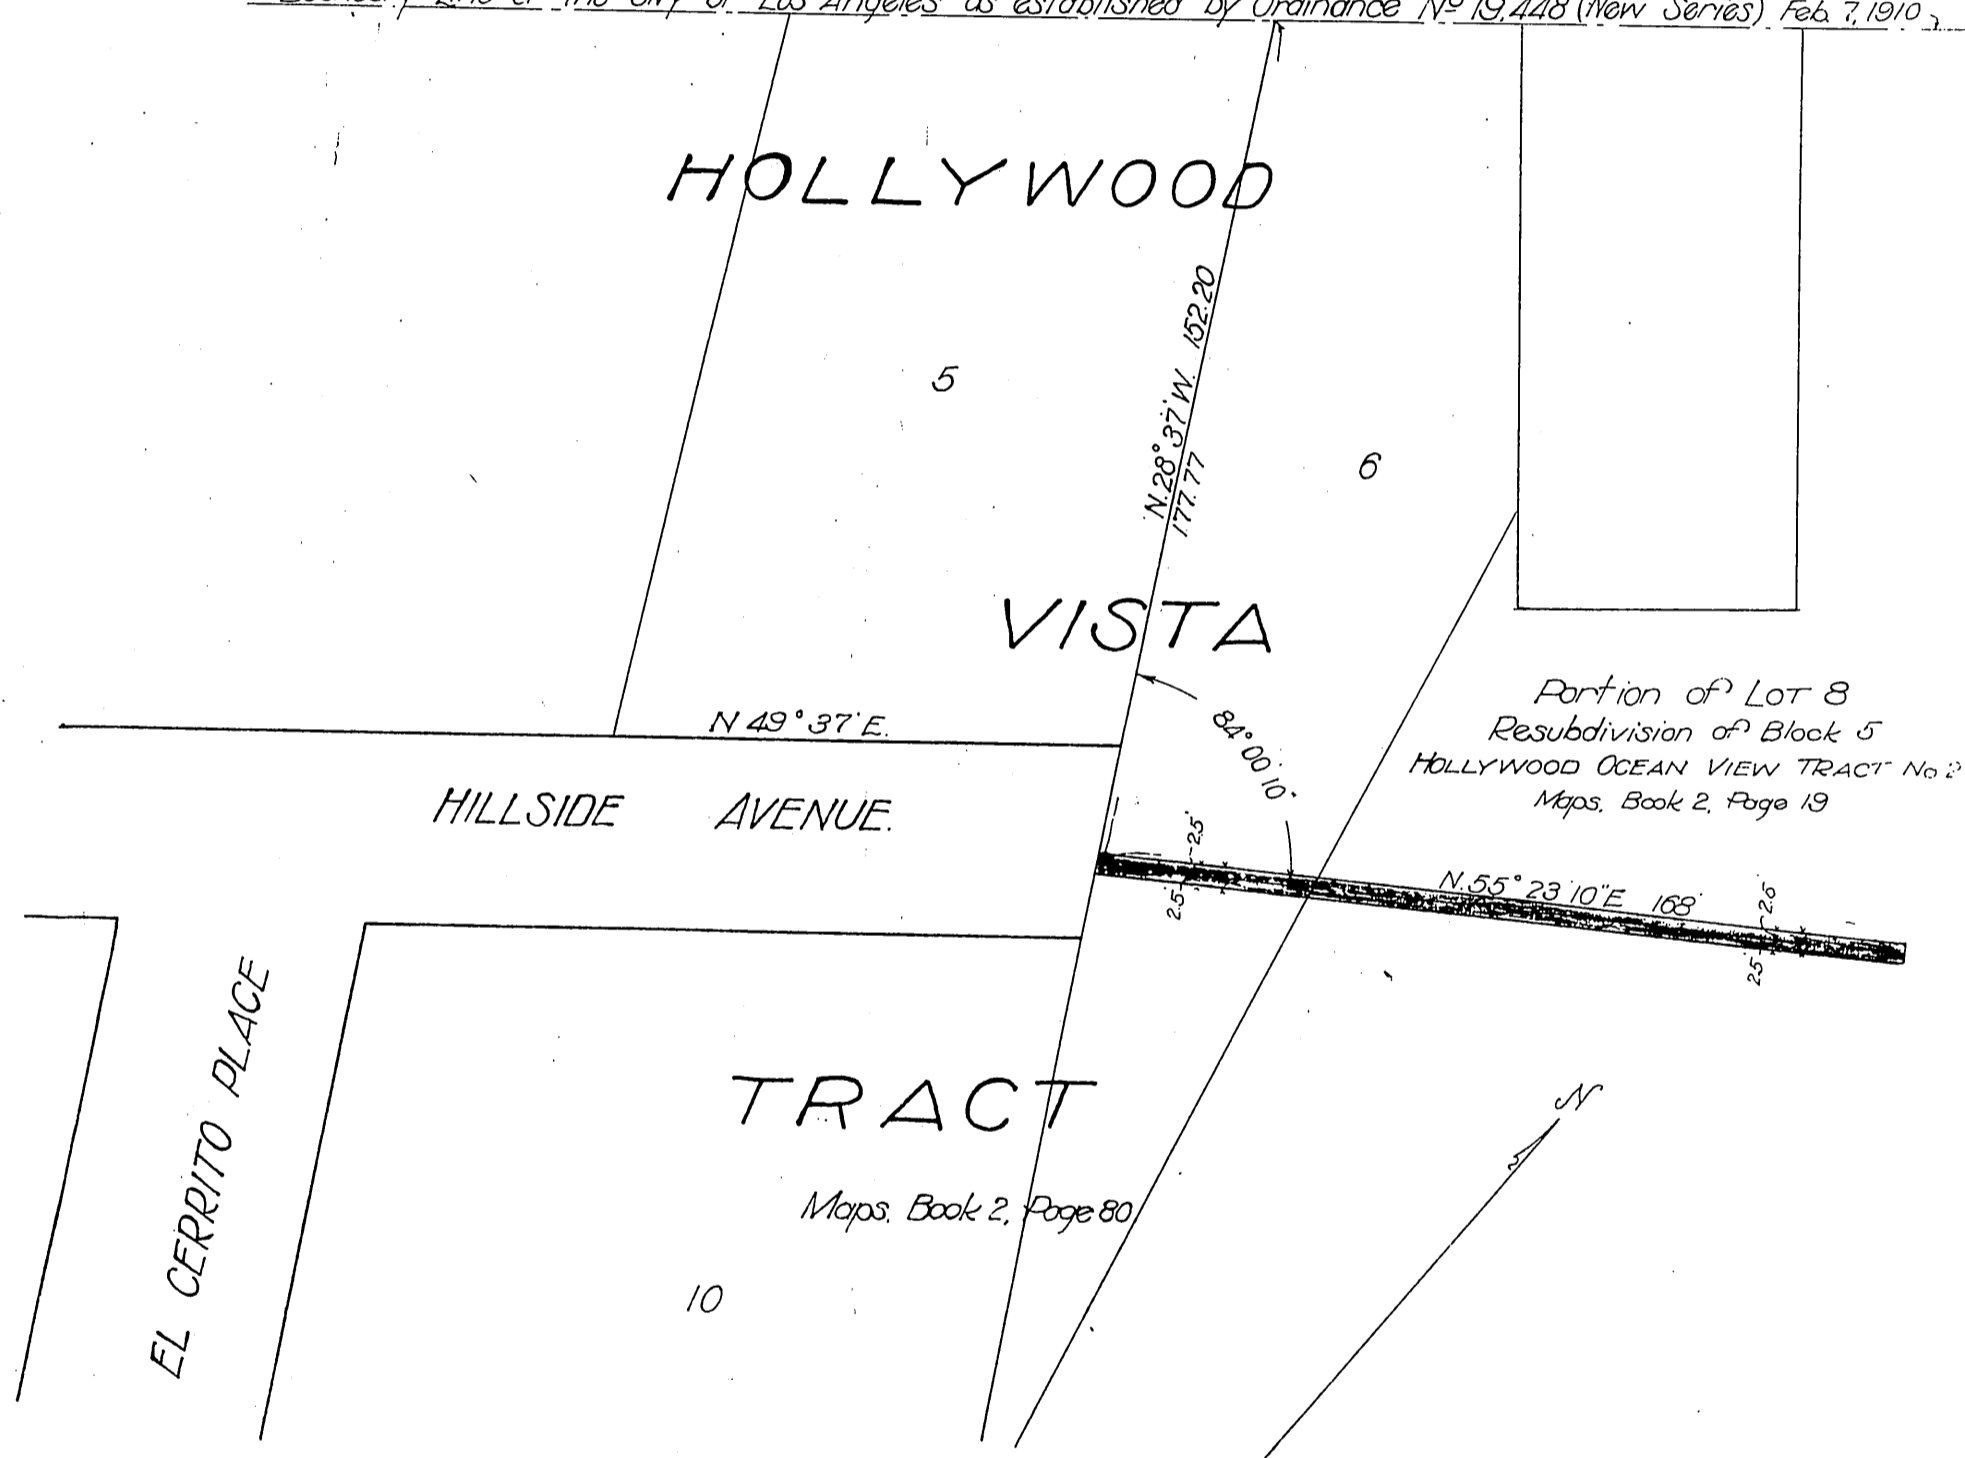 Boundary Line of the City of Los Angeles as established by Ordinance Nº 19,448 (New Series) Feb. 7, 1910
HOLLYWOOD
N.28°37'W. 152.20
177.77
5
6
VISTA
N 49°37'E.
84°00'10"
Portion of LOT 8
Resubdivision of Block 5
HOLLYWOOD OCEAN VIEW TRACT No 2
Maps. Book 2, Page 19
HILLSIDE AVENUE.
2.5'
2.5'
N.55°23'10"E 168'
2.5'
2.5'
EL CERRITO PLACE
TRACT
N
Maps. Book 2, Page 80
10